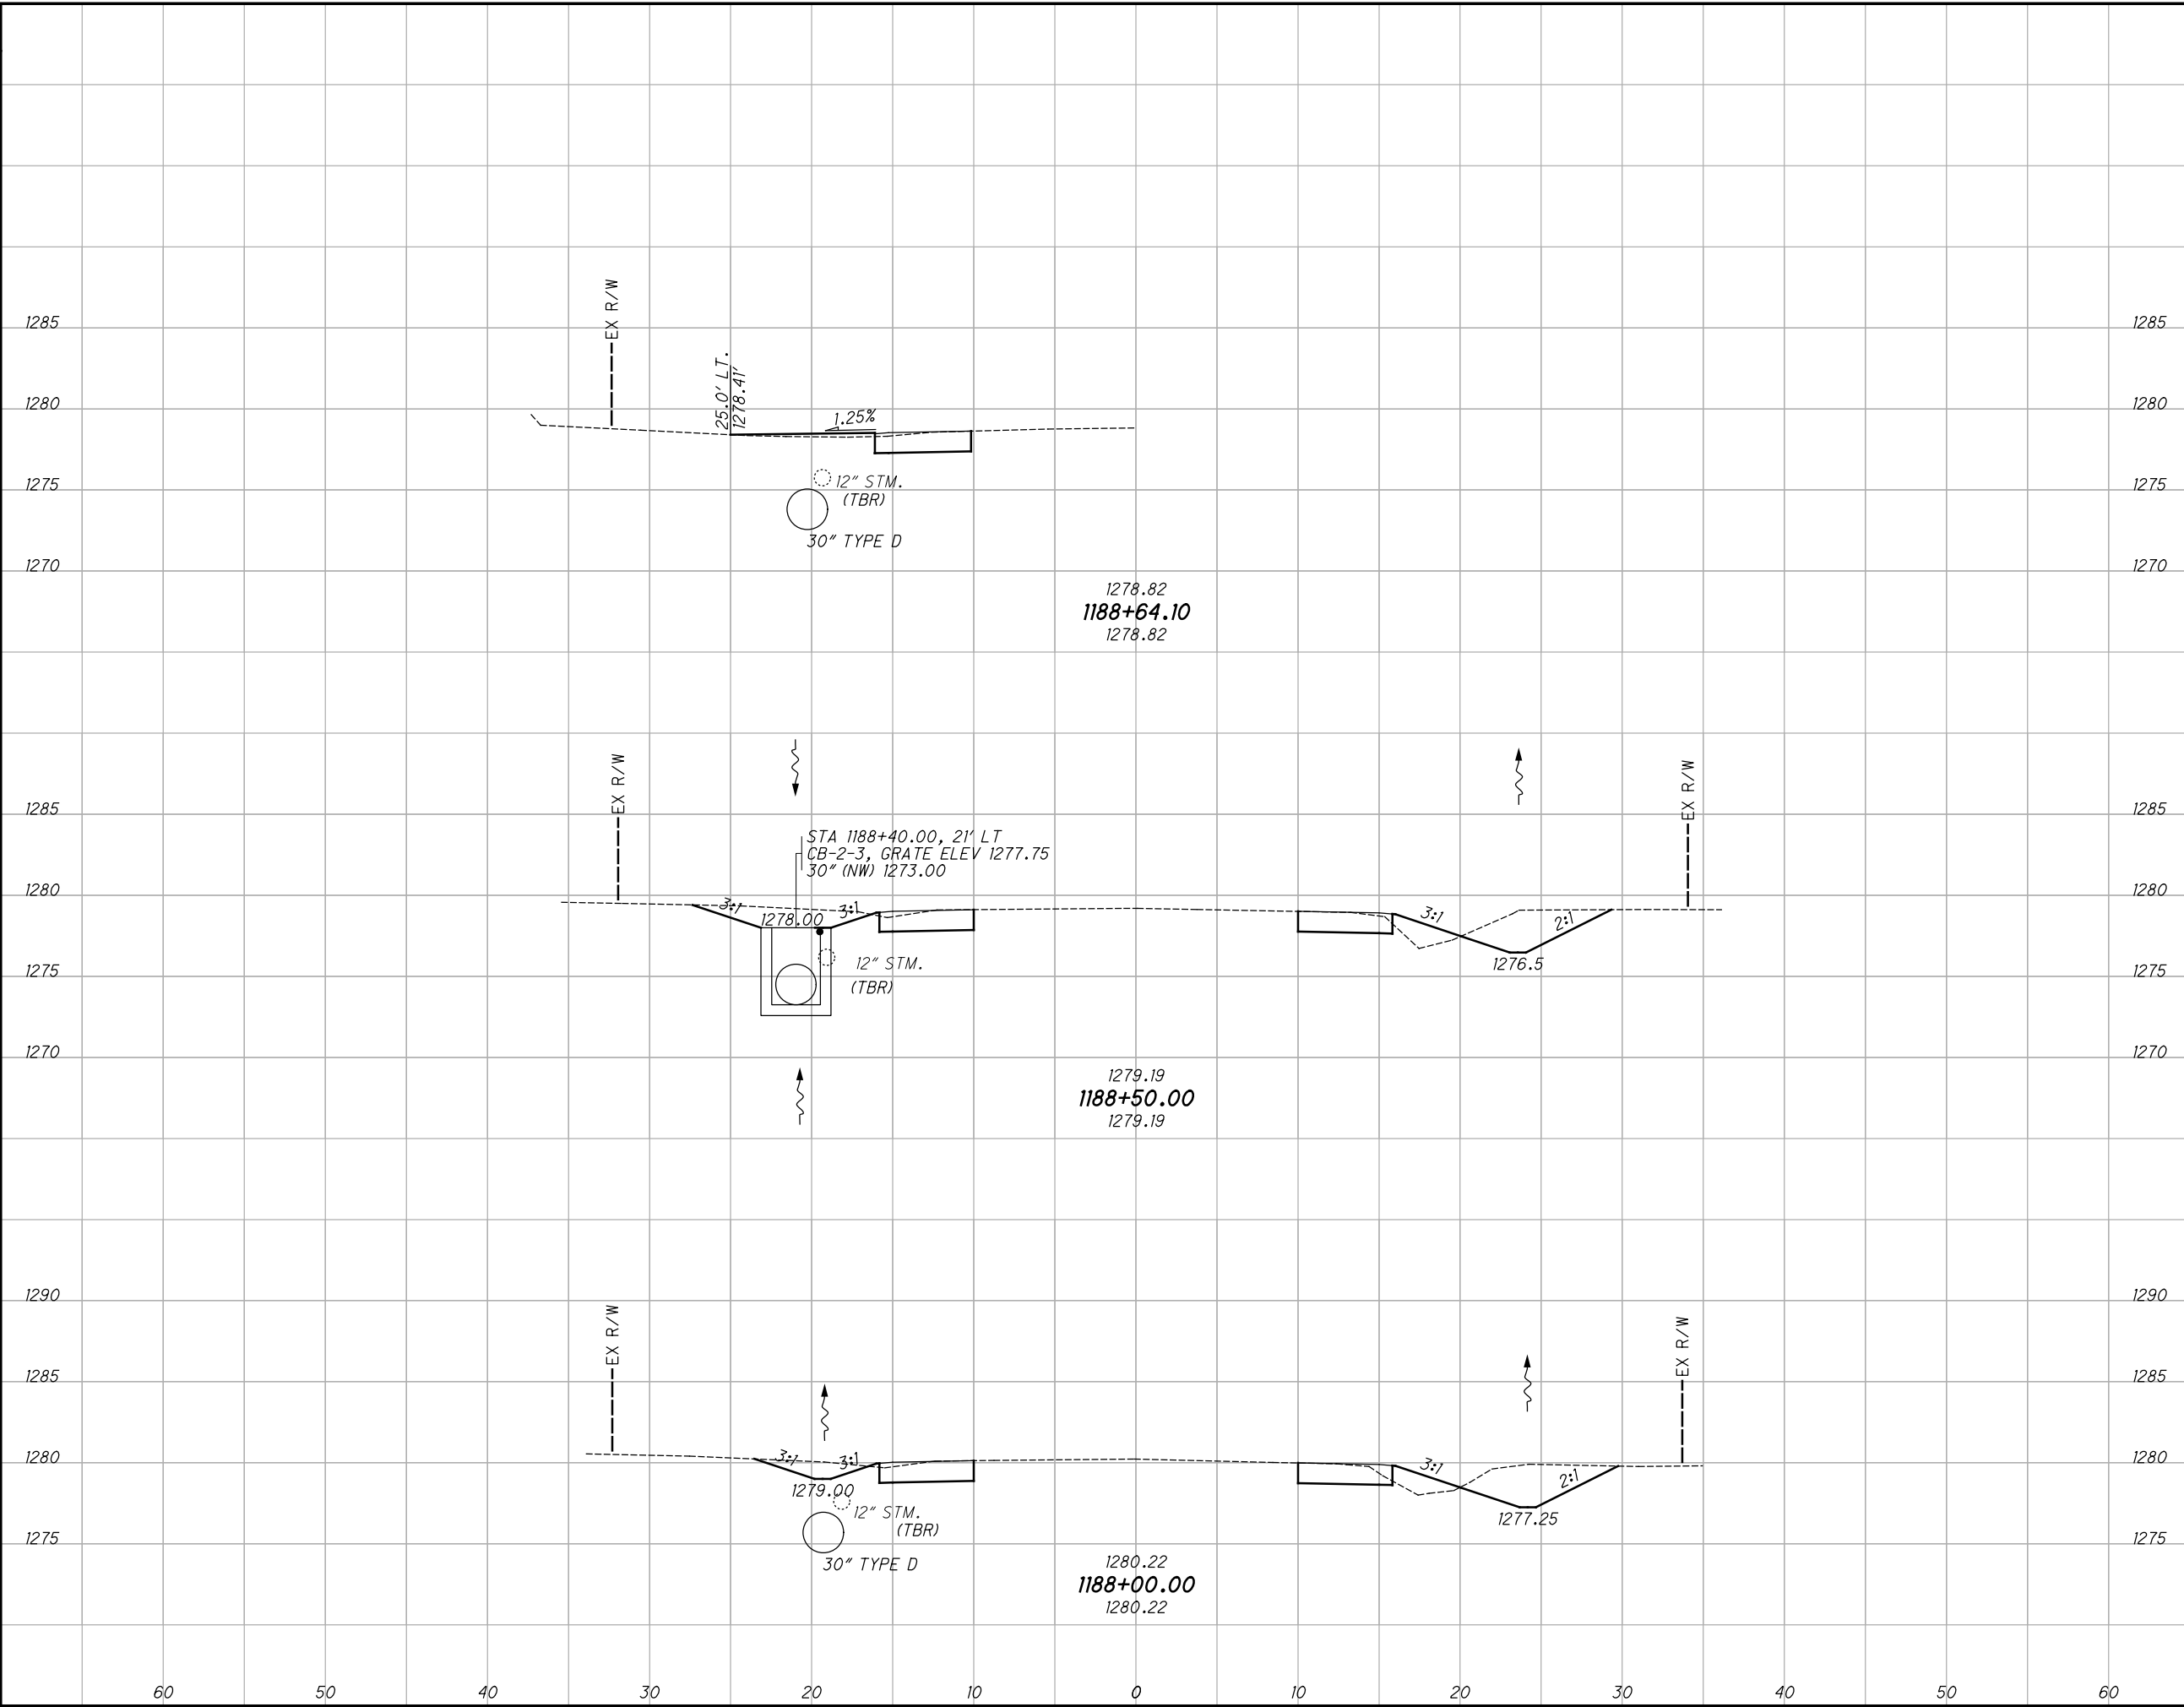 EX R/W
1285
1285
25.0' LT.
1278.41'
1280
1.25%
1280
1275
12" STM.
(TBR)
1275
30" TYPE D
1270
1270
1278.82
1188+64.10
1278.82
EX R/W
EX R/W
1285
1285
STA 1188+40.00, 21' LT
CB-2-3, GRATE ELEV 1277.75
30" (NW) 1273.00
1280
1280
3:1
1278.00
3:1
3:1
2:1
1275
12" STM.
(TBR)
1276.5
1275
1270
1270
1279.19
1188+50.00
1279.19
1290
1290
EX R/W
EX R/W
1285
1285
1280
3:1
3:1
3:1
2:1
1280
1279.00
12" STM.
(TBR)
1277.25
1275
1275
30" TYPE D
1280.22
1188+00.00
1280.22
60 50 40 30 20 10 0 10 20 30 40 50 60